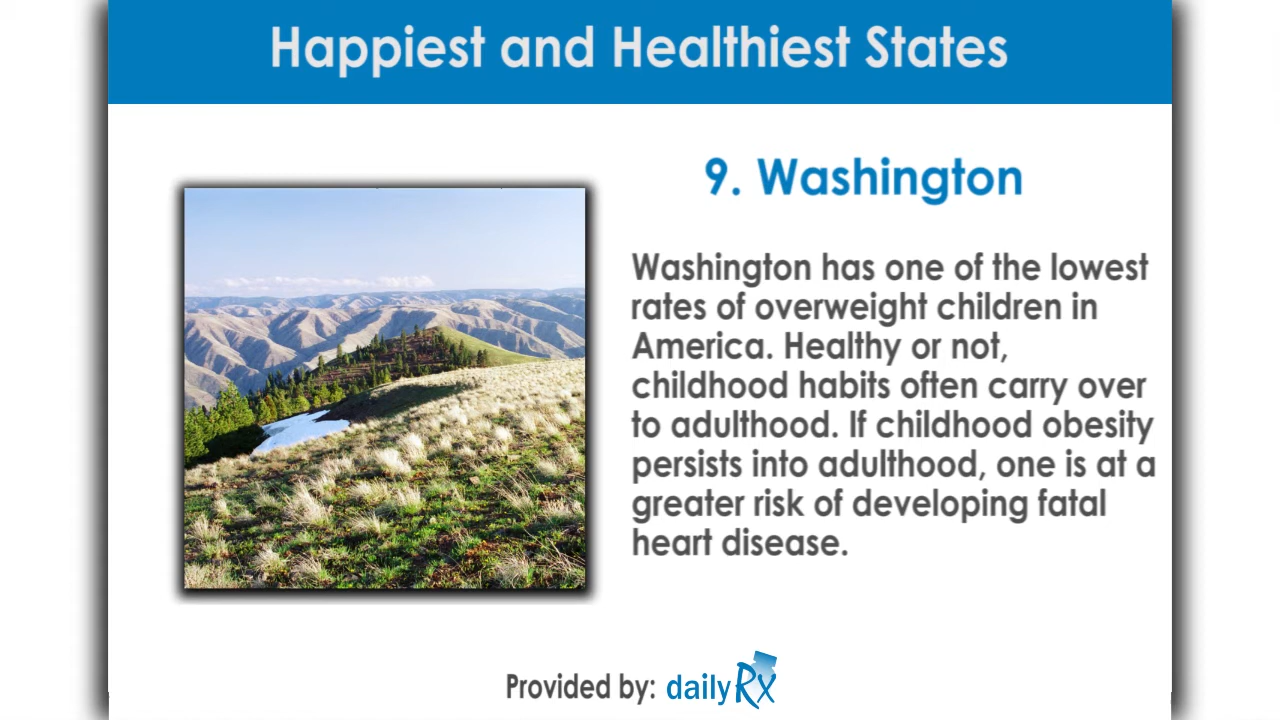 Happiest and Healthiest States
9. Washington
Washington has one of the lowest
rates of overweight children in
America. Healthy or not,
childhood habits often carry over
to adulthood. If childhood obesity
persists into adulthood, one is at a
greater risk of developing fatal
heart disease.
Provided by: dailyRx